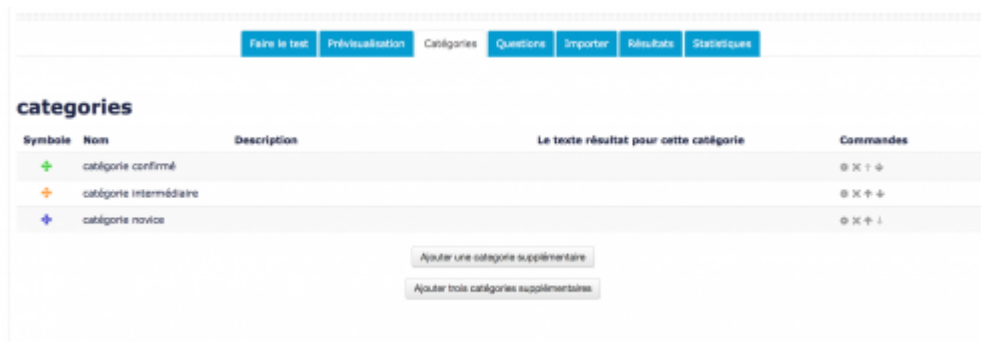 Faire le test Prévisualisation Catégories Questions Importer Résultats Statistiques
categories
Symbole Nom Description Le texte résultat pour cette catégorie Commandes
catégorie confirmé
catégorie intermédiaire
catégorie novice
Ajouter une categorie supplémentaire
Ajouter trois catégories supplémentaires